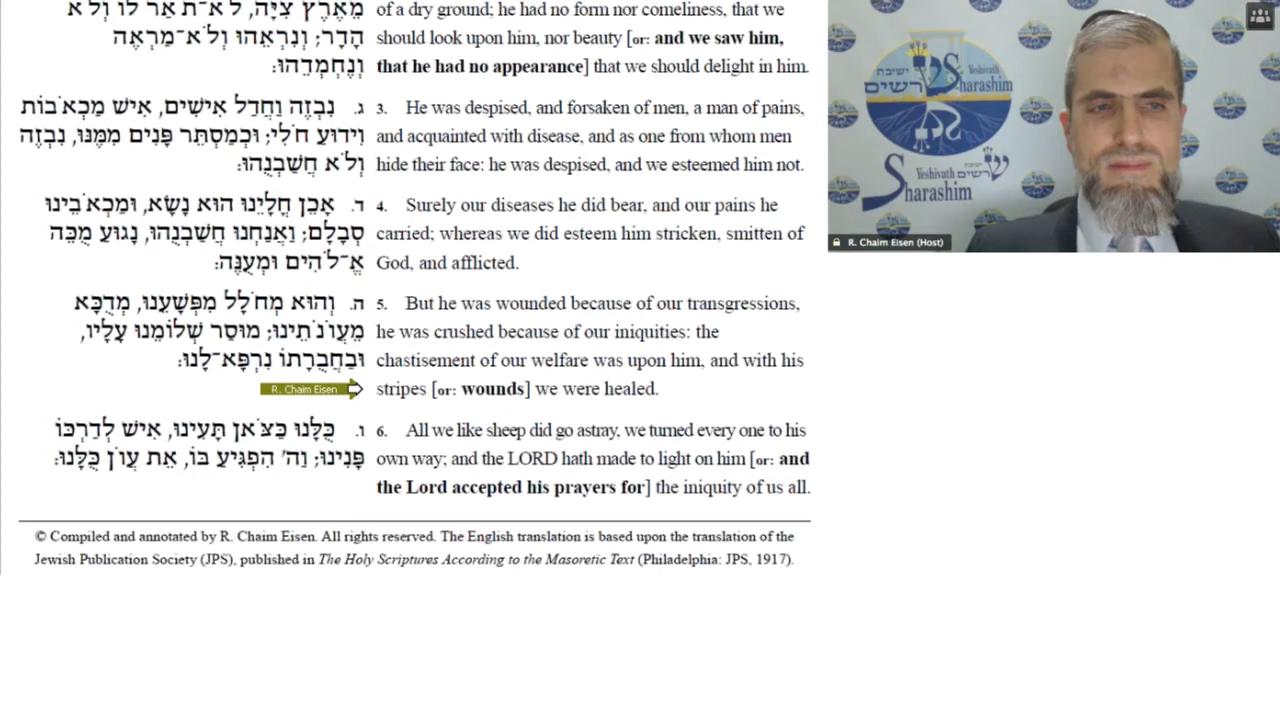 מֵאֶרֶץ צִיָּה, לֹא־תֹאַר לוֹ וְלֹא
הָדָר; וְנִרְאֵהוּ וְלֹא־מַרְאֶה
וְנֶחְמְדֵהוּ:
of a dry ground; he had no form nor comeliness, that we
should look upon him, nor beauty [or: and we saw him,
that he had no appearance] that we should delight in him.
ג. נִבְזֶה וַחֲדַל אִישִׁים, אִישׁ מַכְאֹבוֹת
וִידוּעַ חֹלִי; וּכְמַסְתֵּר פָּנִים מִמֶּנּוּ, נִבְזֶה
וְלֹא חֲשַׁבְנֻהוּ:
3. He was despised, and forsaken of men, a man of pains,
and acquainted with disease, and as one from whom men
hide their face: he was despised, and we esteemed him not.
ד. אָכֵן חֳלָיֵנוּ הוּא נָשָׂא, וּמַכְאֹבֵינוּ
סְבָלָם; וַאֲנַחְנוּ חֲשַׁבְנֻהוּ, נָגוּעַ מֻכֵּה
אֱ־לֹהִים וּמְעֻנֶּה:
4. Surely our diseases he did bear, and our pains he
carried; whereas we did esteem him stricken, smitten of
God, and afflicted.
ה. וְהוּא מְחֹלָל מִפְּשָׁעֵנוּ, מְדֻכָּא
מֵעֲוֹנֹתֵינוּ; מוּסַר שְׁלוֹמֵנוּ עָלָיו,
וּבַחֲבֻרָתוֹ נִרְפָּא־לָנוּ:
5. But he was wounded because of our transgressions,
he was crushed because of our iniquities: the
chastisement of our welfare was upon him, and with his
stripes [or: wounds] we were healed.
R. Chaim Eisen
ו. כֻּלָּנוּ כַּצֹּאן תָּעִינוּ, אִישׁ לְדַרְכּוֹ
פָּנִינוּ; וַה' הִפְגִּיעַ בּוֹ, אֵת עֲוֹן כֻּלָּנוּ:
6. All we like sheep did go astray, we turned every one to his
own way; and the LORD hath made to light on him [or: and
the Lord accepted his prayers for] the iniquity of us all.
© Compiled and annotated by R. Chaim Eisen. All rights reserved. The English translation is based upon the translation of the
Jewish Publication Society (JPS), published in The Holy Scriptures According to the Masoretic Text (Philadelphia: JPS, 1917).
ישיבת
שרשים
Yeshivath
Sharashim
Yeshivath
ישיבת
שרשים
Sharashim
R. Chaim Eisen (Host)